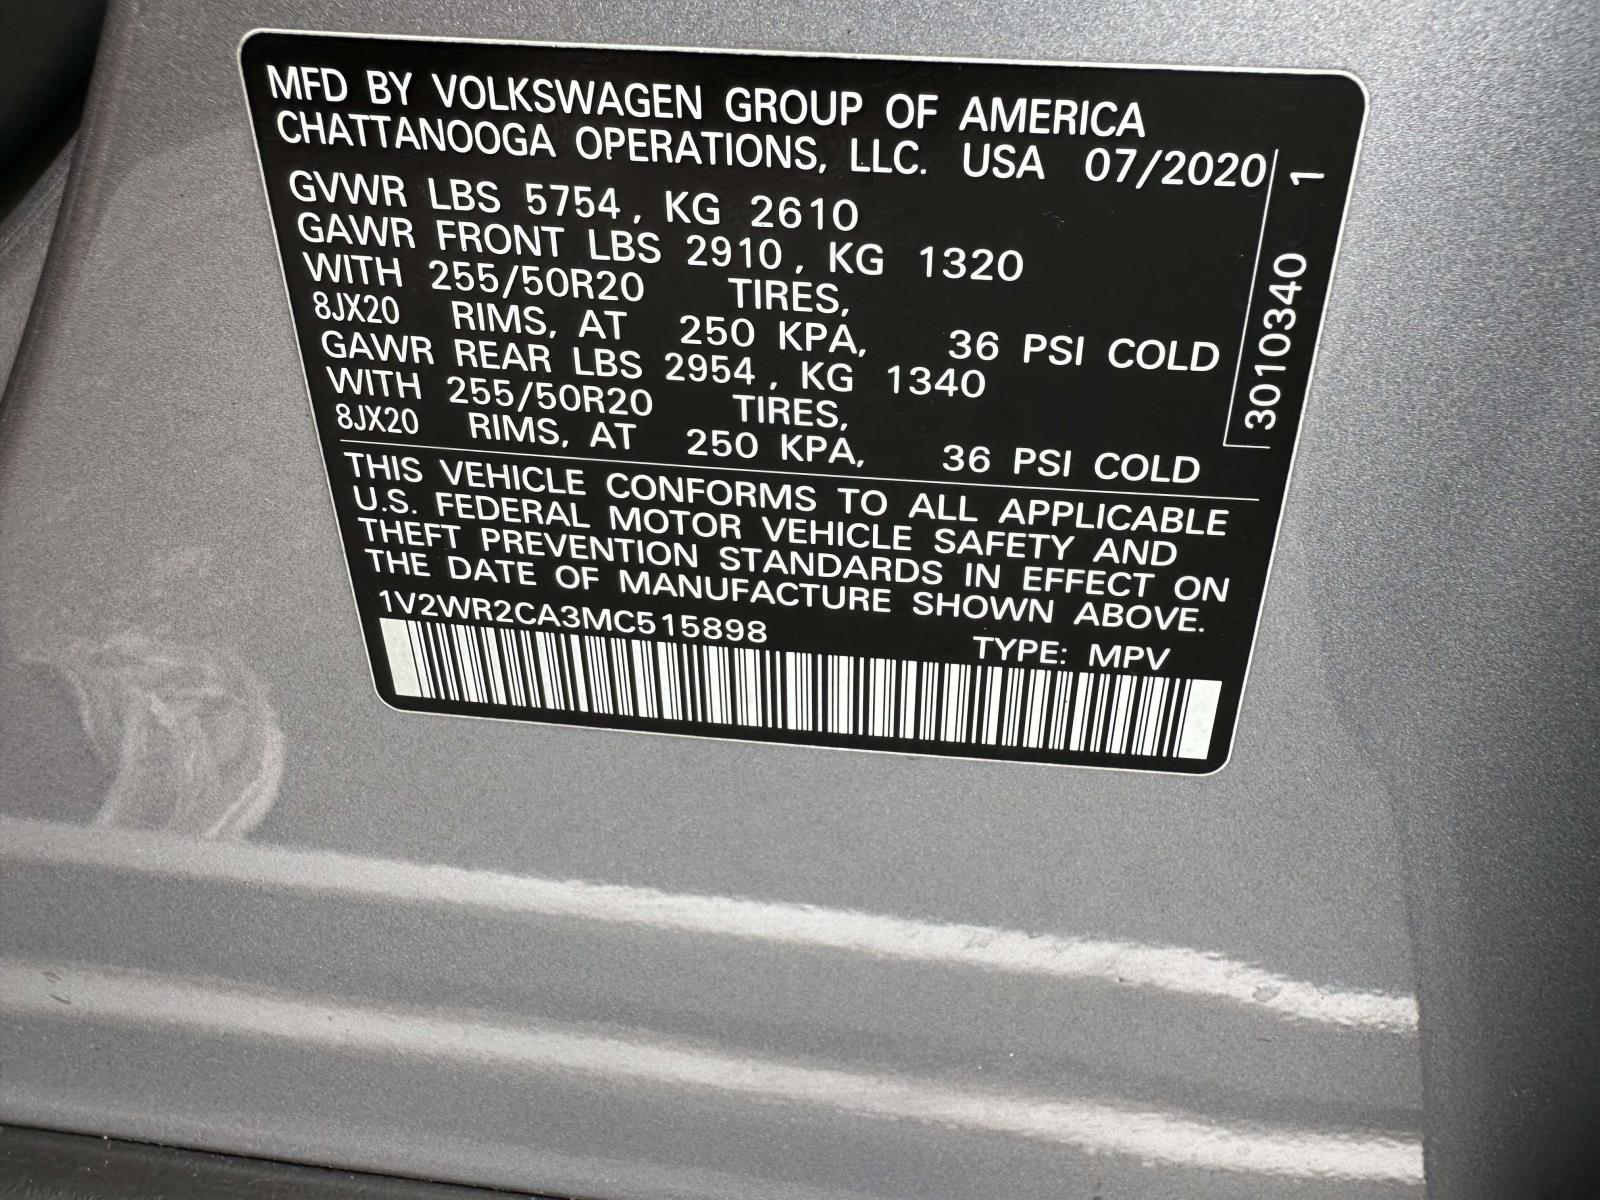 MFD BY VOLKSWAGEN GROUP OF AMERICA
CHATTANOOGA OPERATIONS, LLC. USA 07/2020
GVWR LBS 5754, KG 2610
GAWR FRONT LBS 2910, KG 1320
WITH 255/50R20 TIRES,
8JX20 RIMS, AT 250 KPA, 36 PSI COLD
GAWR REAR LBS 2954, KG 1340
WITH 255/50R20 TIRES,
8JX20 RIMS, AT 250 KPA, 36 PSI COLD
3010340 1
THIS VEHICLE CONFORMS TO ALL APPLICABLE
U.S. FEDERAL MOTOR VEHICLE SAFETY AND
THEFT PREVENTION STANDARDS IN EFFECT ON
THE DATE OF MANUFACTURE SHOWN ABOVE.
1V2WR2CA3MC515898
TYPE: MPV